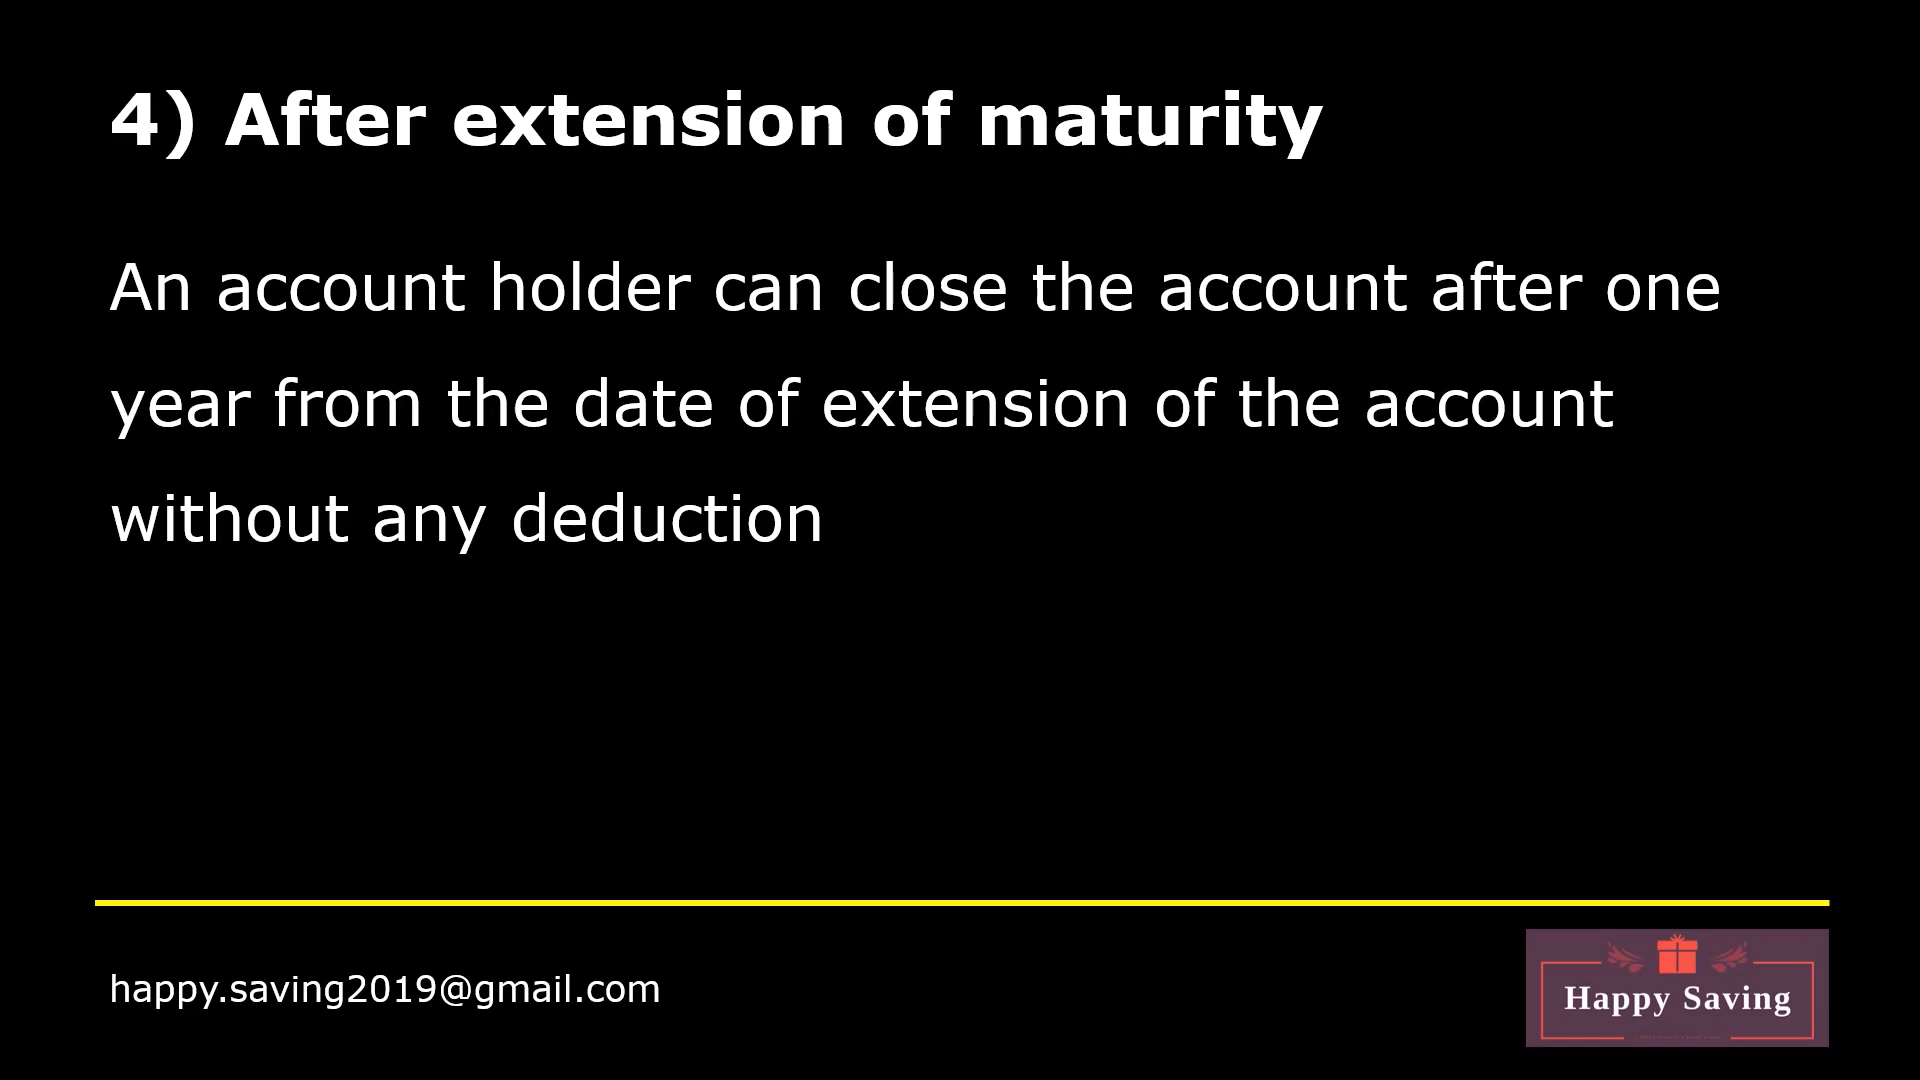 4) After extension of maturity
An account holder can close the account after one
year from the date of extension of the account
without any deduction
happy.saving2019@gmail.com
Happy Saving